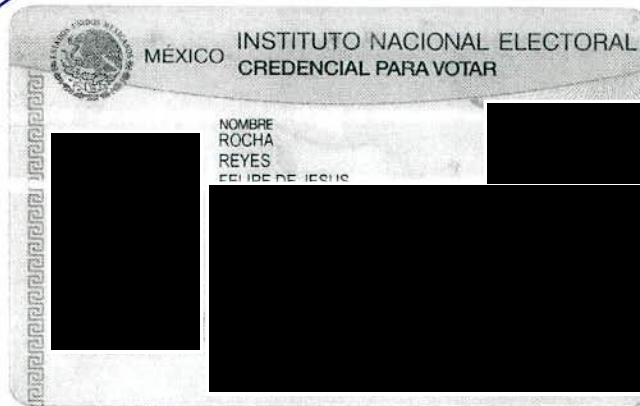 MÉXICO
INSTITUTO NACIONAL ELECTORAL
CREDENCIAL PARA VOTAR
NOMBRE
ROCHA
REYES
FELIPE DE JESUS